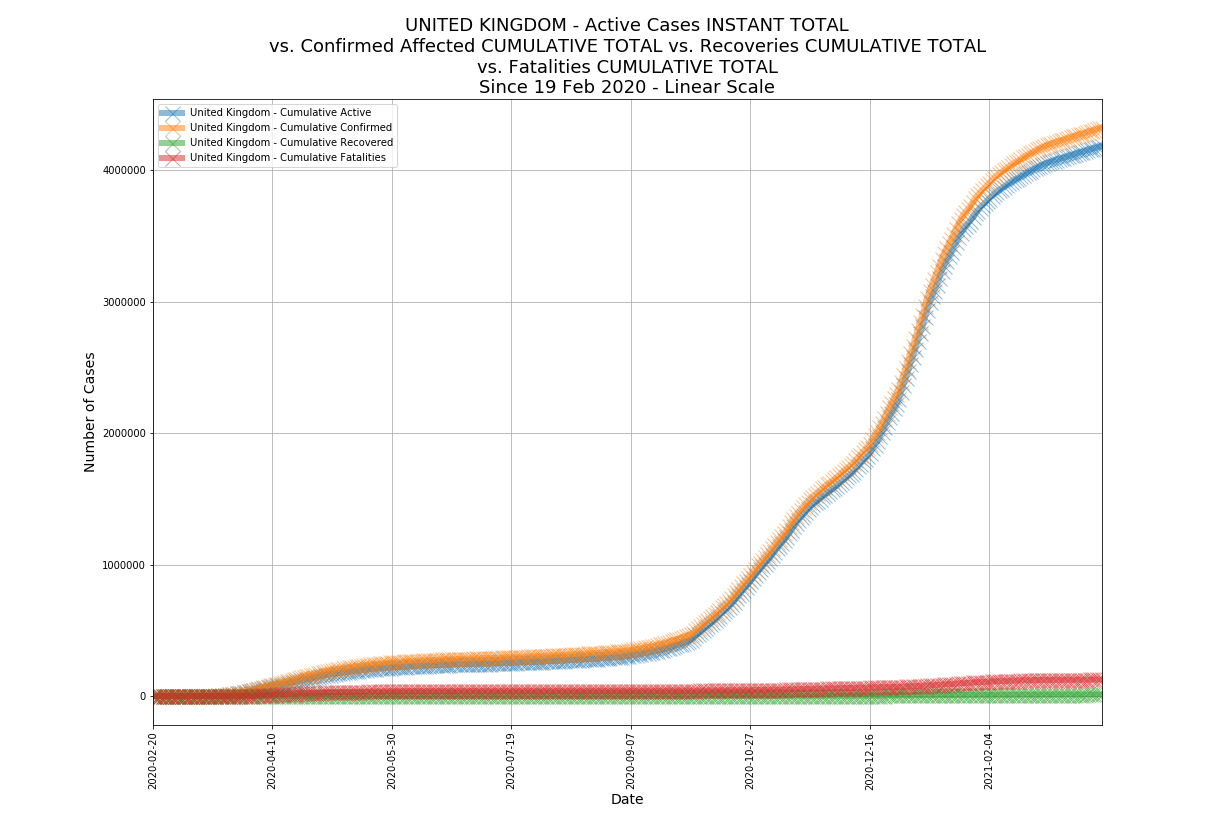 UNITED KINGDOM - Active Cases INSTANT TOTAL
vs. Confirmed Affected CUMULATIVE TOTAL vs. Recoveries CUMULATIVE TOTAL
vs. Fatalities CUMULATIVE TOTAL
Since 19 Feb 2020 - Linear Scale
United Kingdom - Cumulative Active
United Kingdom - Cumulative Confirmed
United Kingdom - Cumulative Recovered
United Kingdom - Cumulative Fatalities
Number of Cases
4000000
3000000
2000000
1000000
0
2020-02-20
2020-04-10
2020-05-30
2020-07-19
2020-09-07
2020-10-27
2020-12-16
2021-02-04
Date